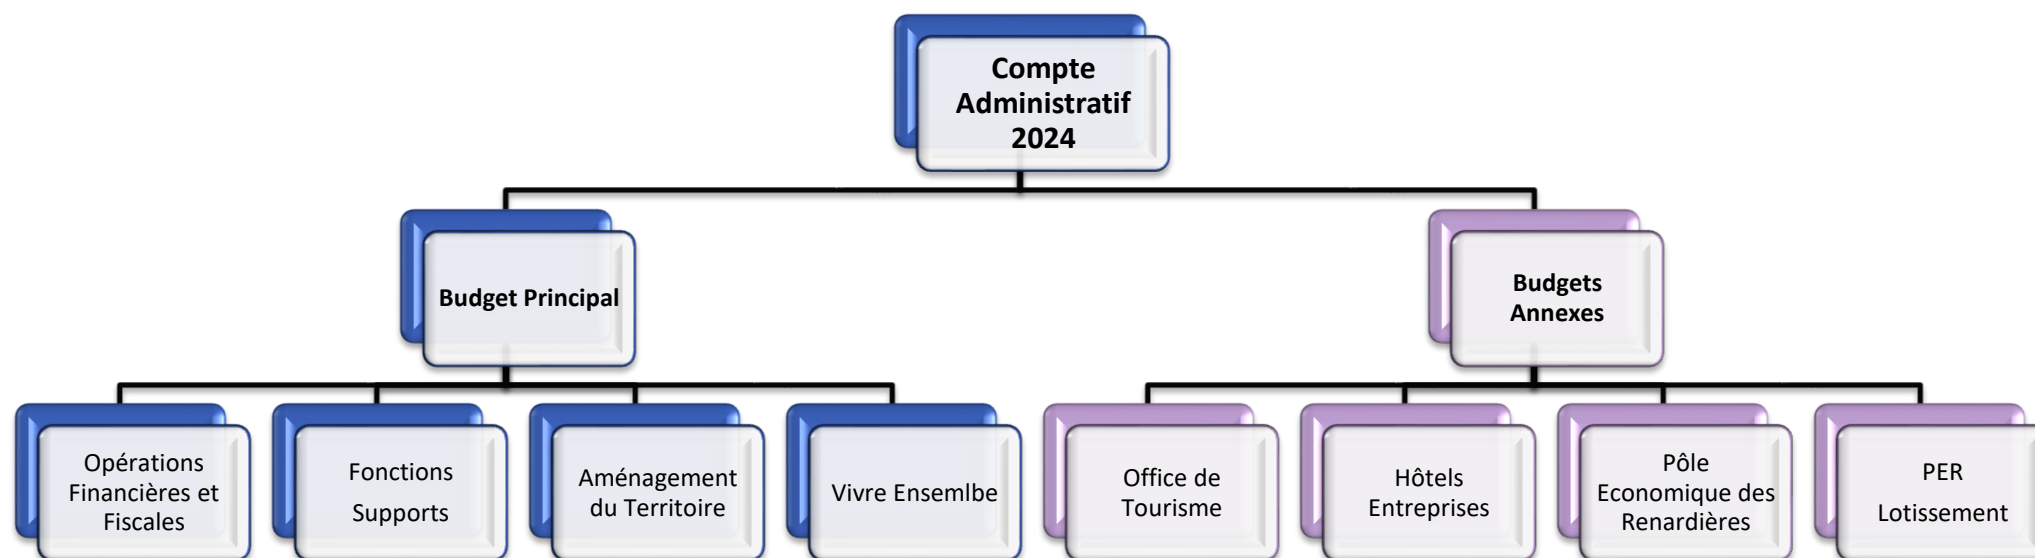 Compte
Administratif
2024
Budget Principal
Budgets
Annexes
Opérations
Financières et
Fiscales
Fonctions
Supports
Aménagement
du Territoire
Vivre Ensemlbe
Office de
Tourisme
Hôtels
Entreprises
Pôle
Economique des
Renardières
PER
Lotissement